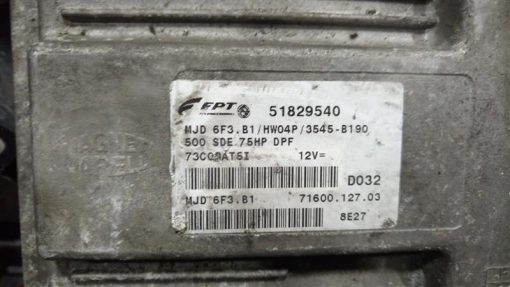 FPT 51829540
MJD 6F3.B1/HW04P/3545-B190
500 SDE 75HP DPF
12V=
D032
MJD 6F3.B1 71600.127.03
8E27